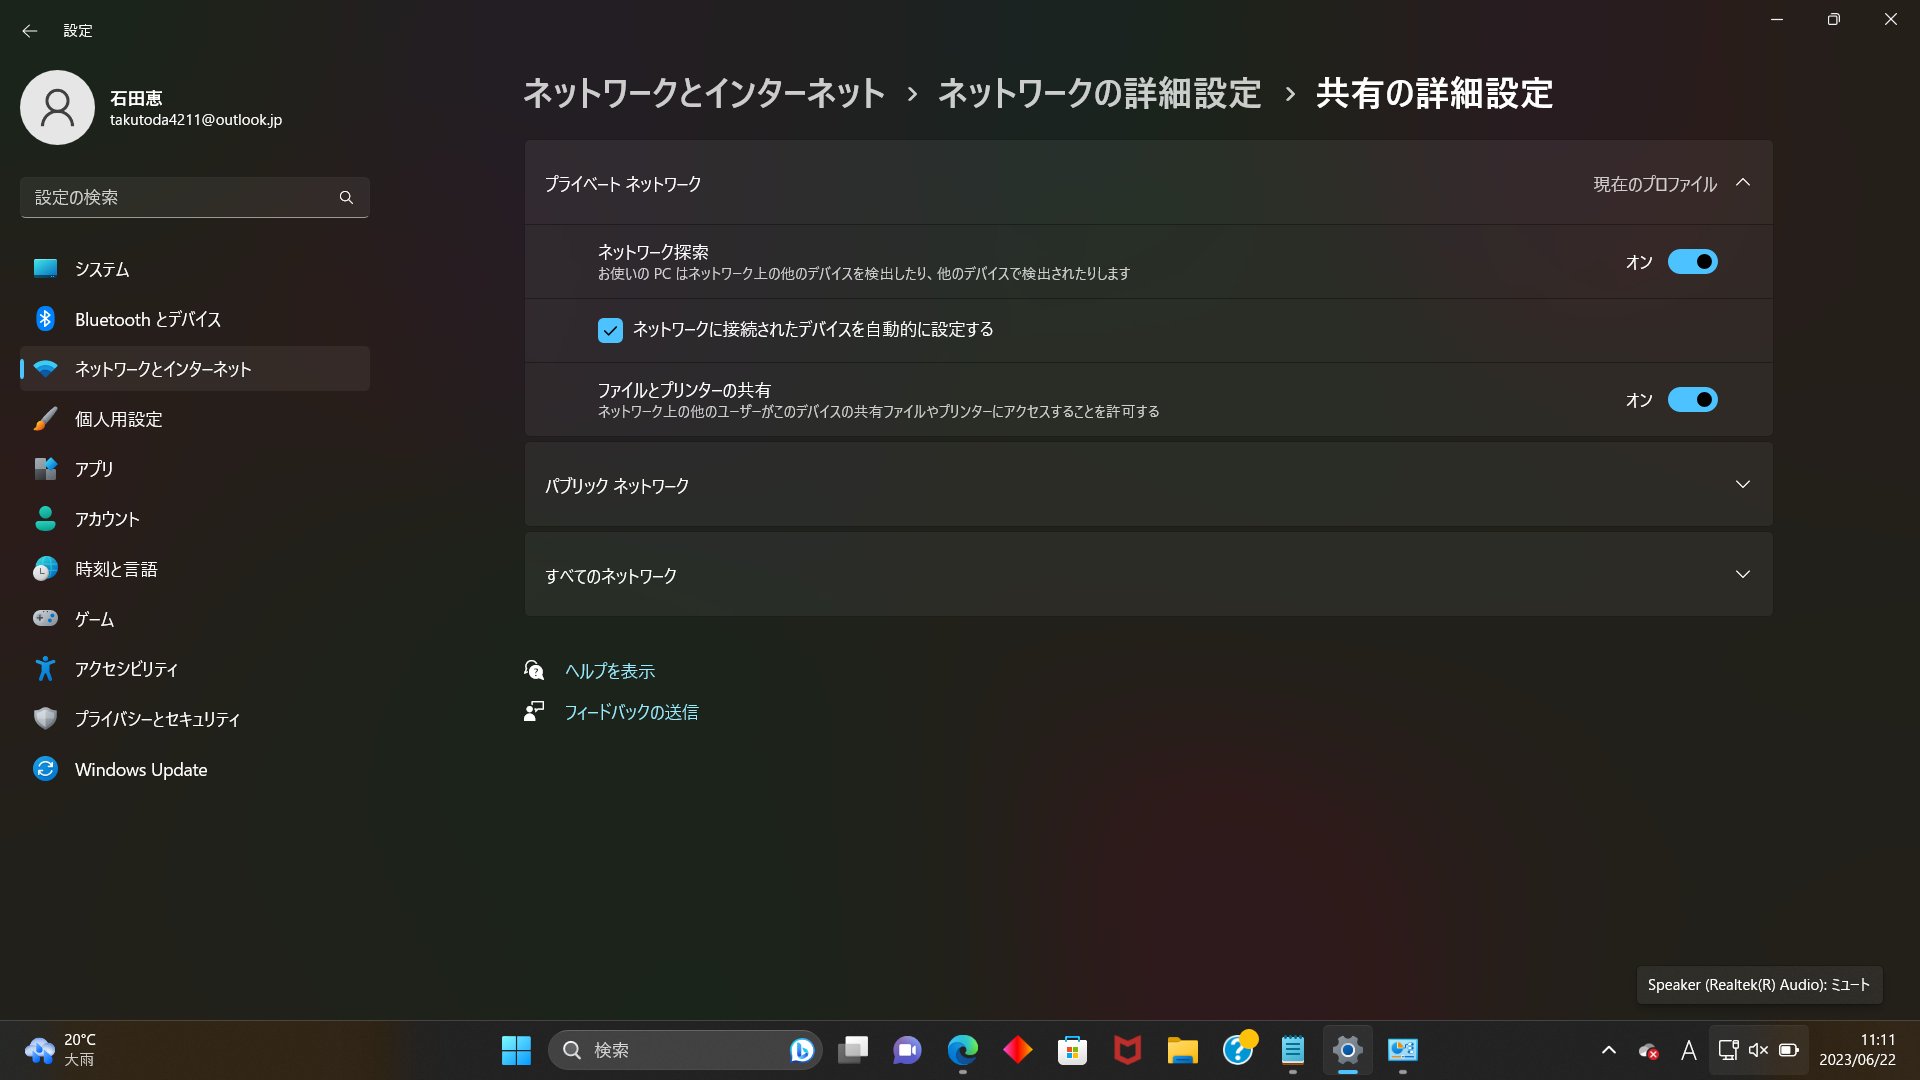 設定
石田恵
takutoda4211@outlook.jp
設定の検索
システム
Bluetooth とデバイス
ネットワークとインターネット
個人用設定
アプリ
アカウント
時刻と言語
ゲーム
アクセシビリティ
プライバシーとセキュリティ
Windows Update
ネットワークとインターネット › ネットワークの詳細設定 › 共有の詳細設定
プライベート ネットワーク 現在のプロファイル
ネットワーク探索
お使いの PC はネットワーク上の他のデバイスを検出したり、他のデバイスで検出されたりします
オン
ネットワークに接続されたデバイスを自動的に設定する
ファイルとプリンターの共有
ネットワーク上の他のユーザーがこのデバイスの共有ファイルやプリンターにアクセスすることを許可する
オン
パブリック ネットワーク
すべてのネットワーク
ヘルプを表示
フィードバックの送信
Speaker (Realtek(R) Audio): ミュート
20°C
大雨
検索
A
11:11
2023/06/22